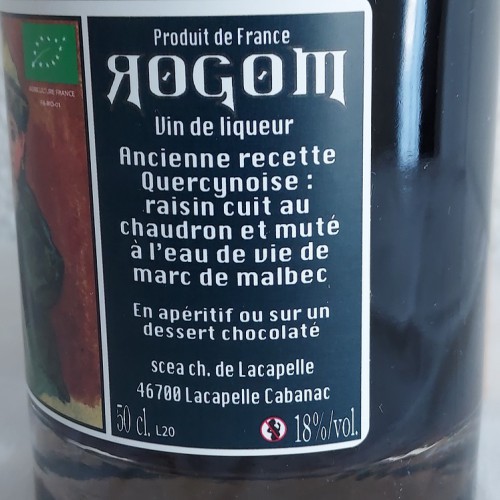 Produit de France
ROGOM
Vin de liqueur
Ancienne recette
Quercynoise :
raisin cuit au
chaudron et muté
à l'eau de vie de
marc de malbec
En apéritif ou sur un
dessert chocolaté
scea ch. de Lacapelle
46700 Lacapelle Cabanac
50 cl. L20
18%/vol.
AGRICULTURE FRANCE